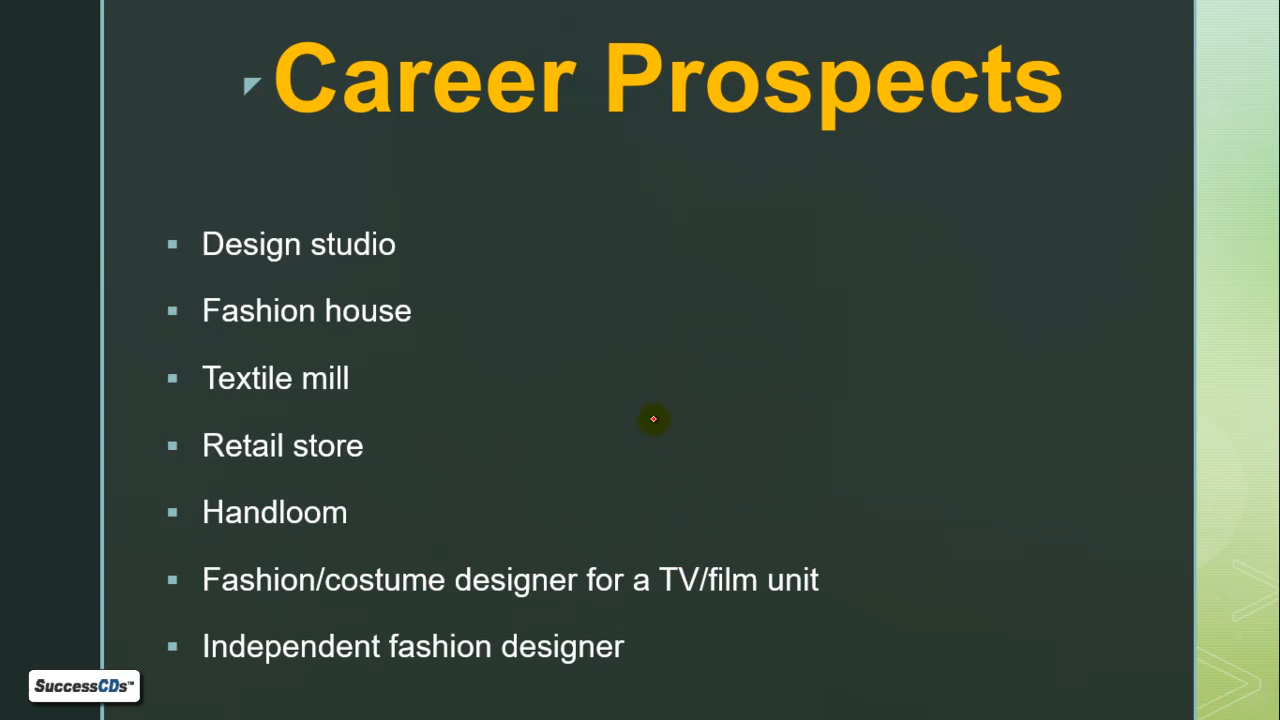 Career Prospects
Design studio
Fashion house
Textile mill
Retail store
Handloom
Fashion/costume designer for a TV/film unit
Independent fashion designer
SuccessCDs™